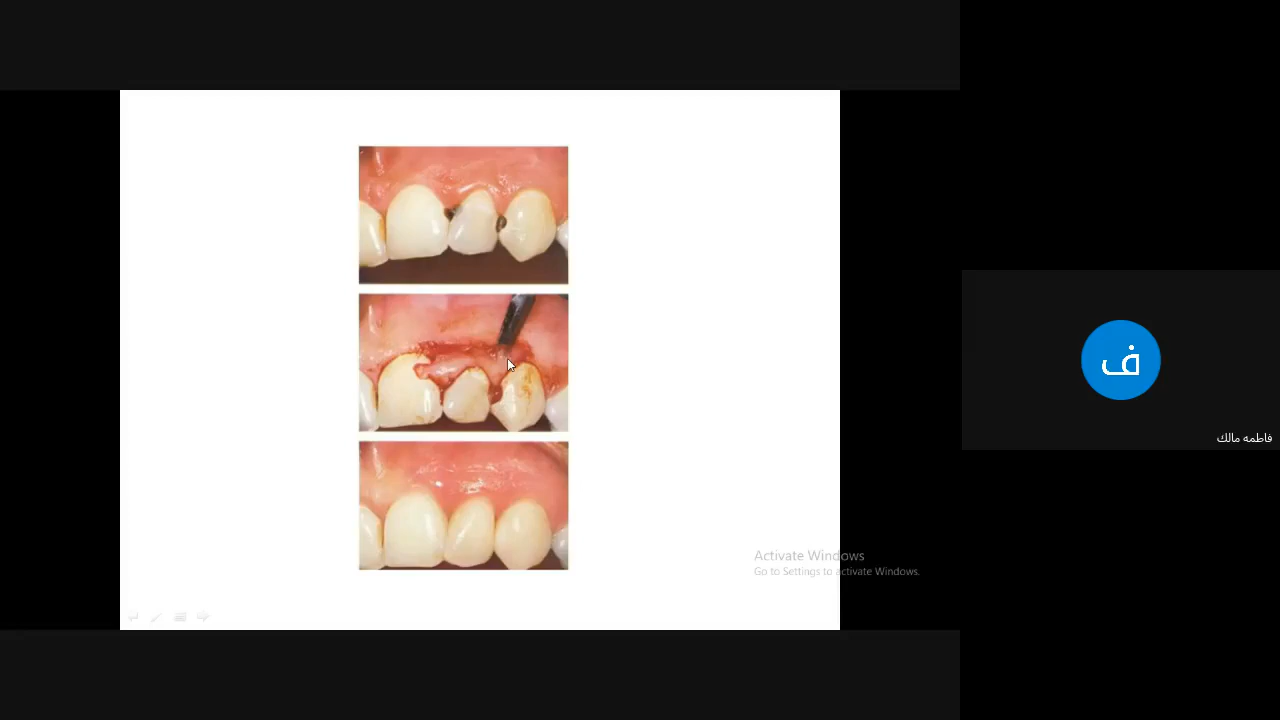 ف
فاطمه مالك
Activate Windows
Go to Settings to activate Windows.